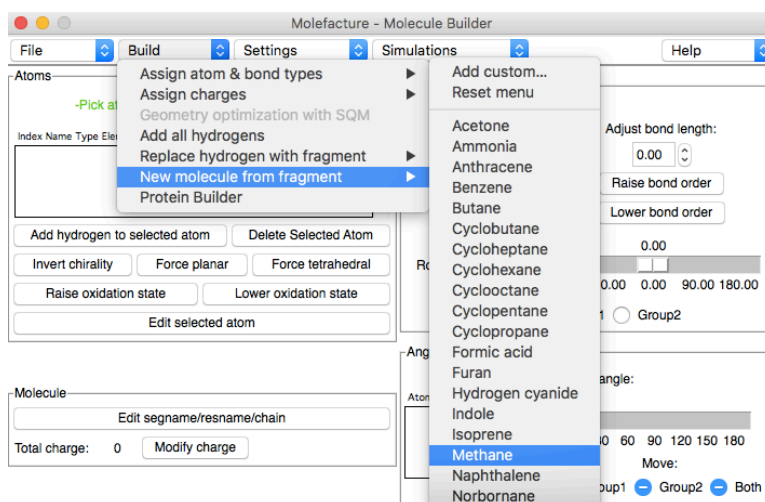 Molefacture - Molecule Builder
File Build Settings Simulations Help
Atoms
-Pick
Index Name Type
Assign atom & bond types
Assign charges
Geometry optimization with SQM
Add all hydrogens
Replace hydrogen with fragment
New molecule from fragment
Protein Builder
Add custom...
Reset menu
Acetone
Ammonia
Anthracene
Benzene
Butane
Cyclobutane
Cycloheptane
Cyclohexane
Cyclooctane
Cyclopentane
Cyclopropane
Formic acid
Furan
Hydrogen cyanide
Indole
Isoprene
Methane
Naphthalene
Norbornane
Adjust bond length:
0.00
Raise bond order
Lower bond order
0.00
0.00 0.00 90.00 180.00
Group2
Add hydrogen to selected atom Delete Selected Atom
Invert chirality Force planar Force tetrahedral
Raise oxidation state Lower oxidation state
Edit selected atom
Ang
angle:
60 90 120 150 180
Move:
Group2 Both
Molecule
Edit segname/resname/chain
Total charge: 0 Modify charge